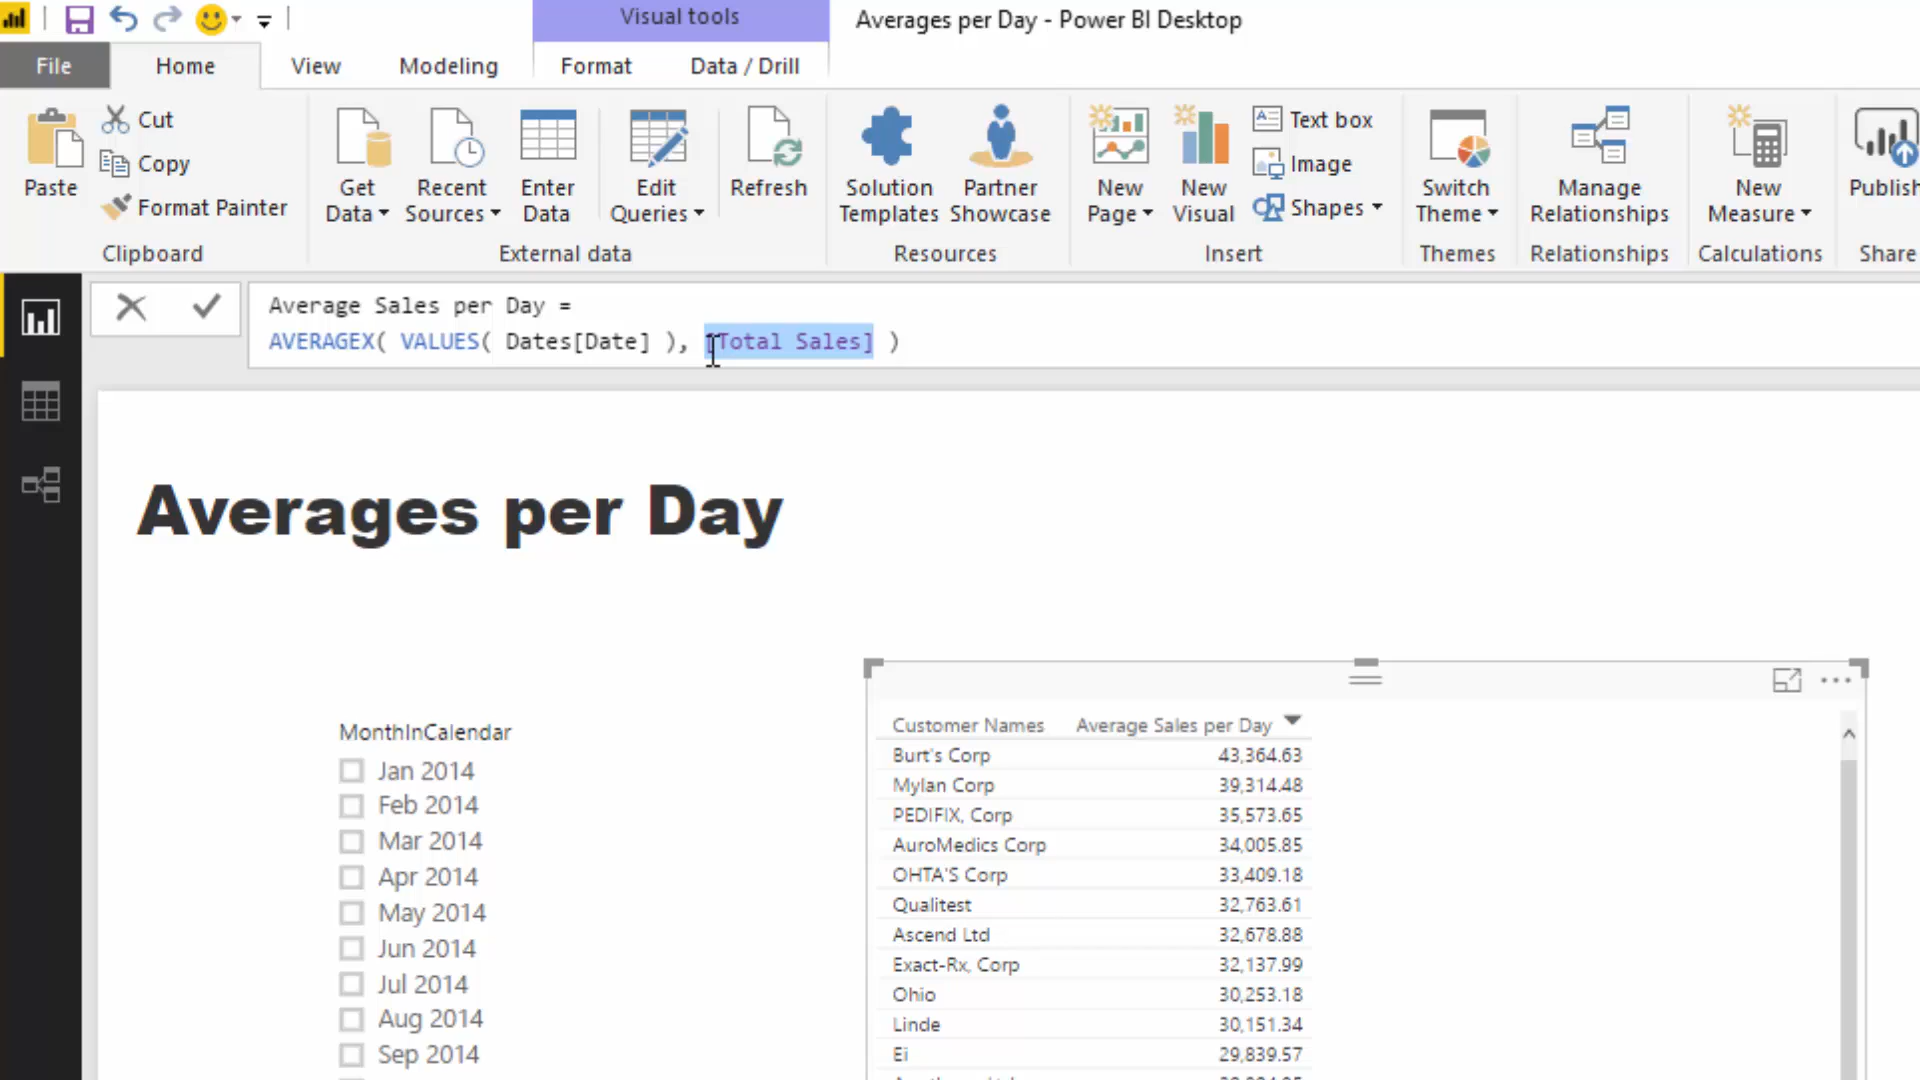 Visual tools
Averages per Day - Power BI Desktop
File
Home
View
Modeling
Format
Data / Drill
Paste
Cut
Copy
Format Painter
Clipboard
Get Data
Recent Sources
Enter Data
Edit Queries
Refresh
External data
Solution Templates
Partner Showcase
Resources
New Page
New Visual
Text box
Image
Shapes
Insert
Switch Theme
Themes
Manage Relationships
Relationships
New Measure
Calculations
Publish
Share
Average Sales per Day =
AVERAGEX( VALUES( Dates[Date] ), [Total Sales] )
Averages per Day
MonthInCalendar
Jan 2014
Feb 2014
Mar 2014
Apr 2014
May 2014
Jun 2014
Jul 2014
Aug 2014
Sep 2014
Customer Names Average Sales per Day
Burt's Corp 43,364.63
Mylan Corp 39,314.48
PEDIFIX, Corp 35,573.65
AuroMedics Corp 34,005.85
OHTA'S Corp 33,409.18
Qualitest 32,763.61
Ascend Ltd 32,678.88
Exact-Rx, Corp 32,137.99
Ohio 30,253.18
Linde 30,151.34
Ei 29,839.57